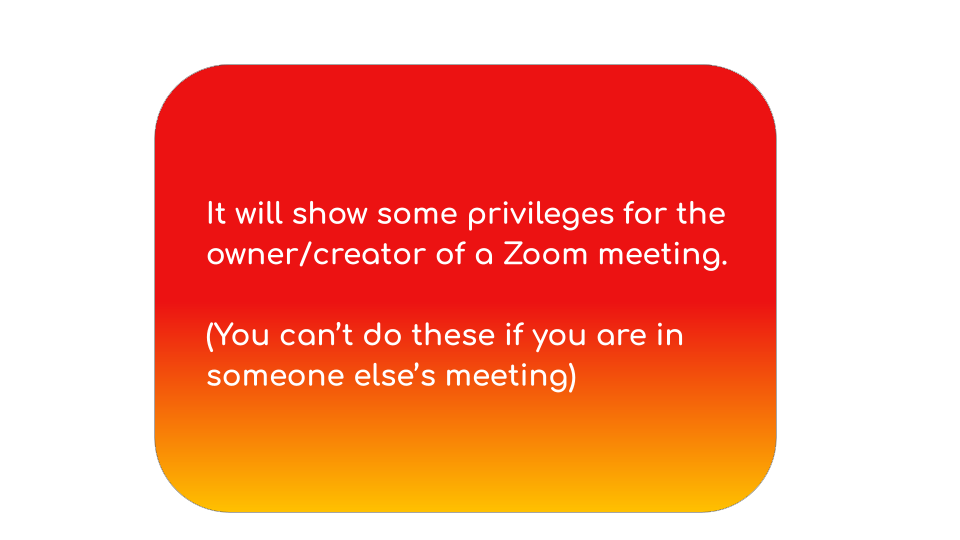 It will show some privileges for the
owner/creator of a Zoom meeting.
(You can’t do these if you are in
someone else’s meeting)